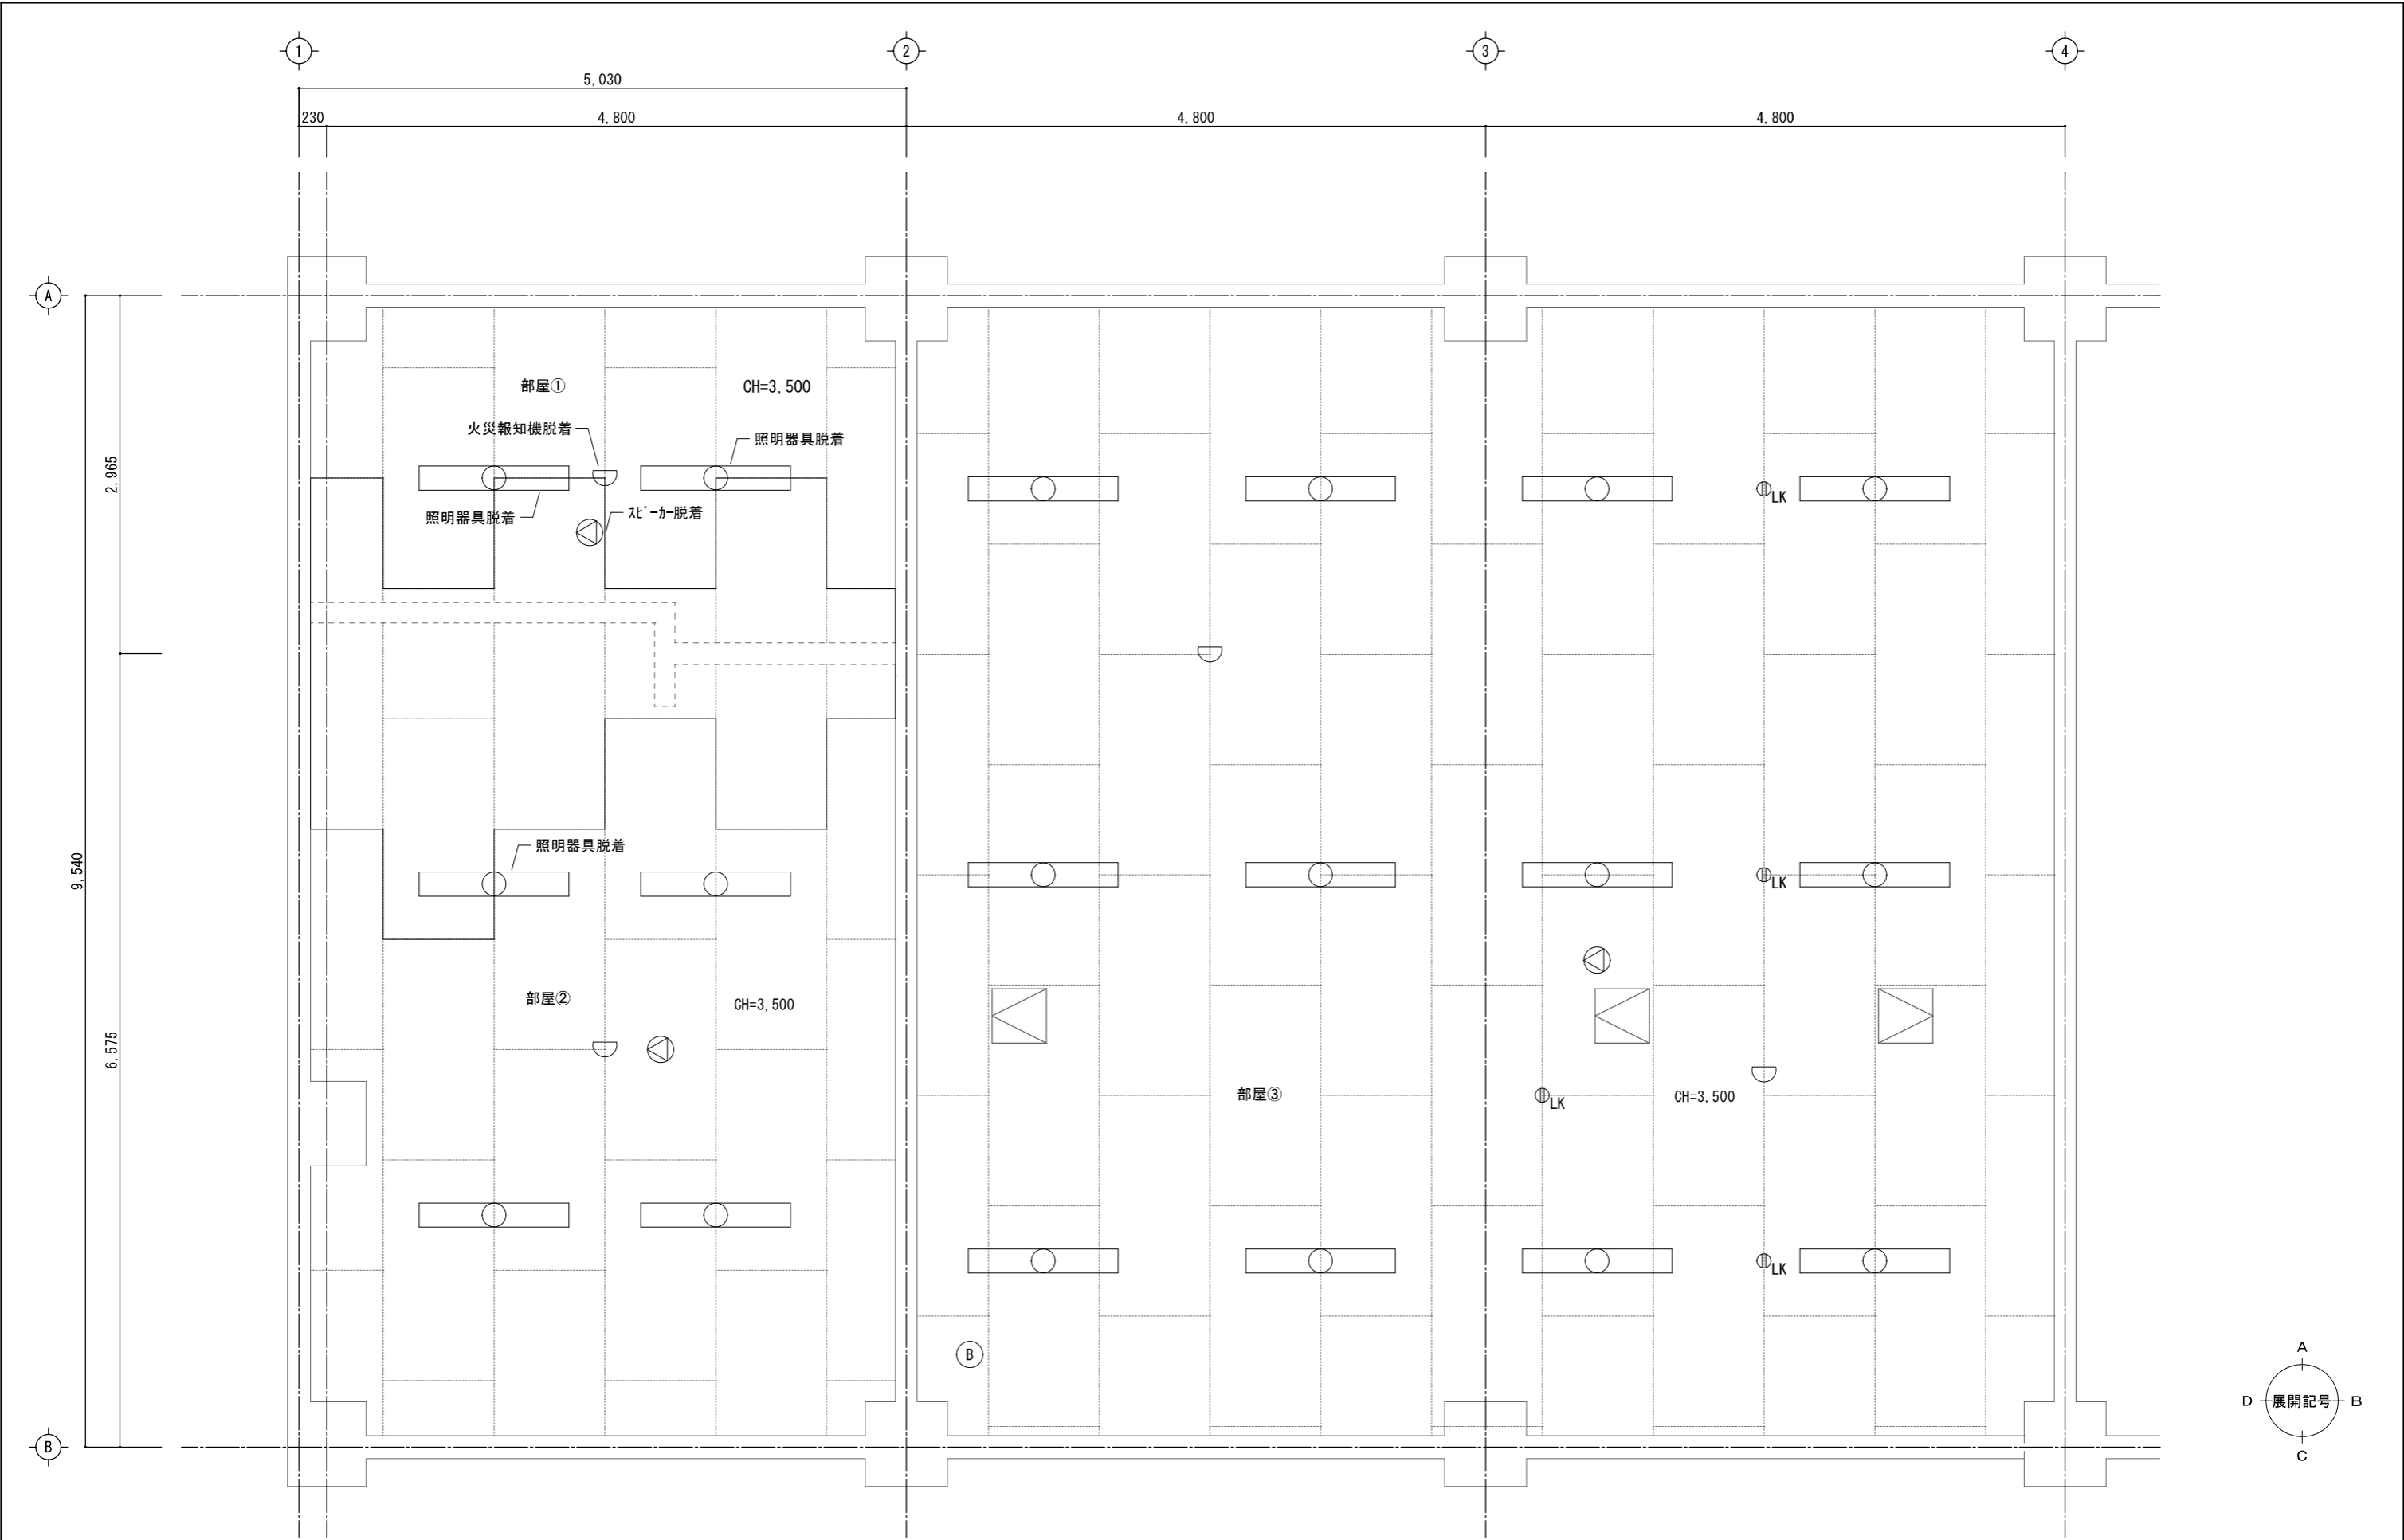 1
2
3
4
5,030
230
4,800
4,800
4,800
A
2,965
9,540
6,575
部屋①
CH=3,500
火災報知機脱着
照明器具脱着
照明器具脱着
ｽﾋﾟｰｶｰ脱着
LK
照明器具脱着
LK
部屋②
CH=3,500
部屋③
LK
CH=3,500
LK
B
B
A
D
展開記号
B
C